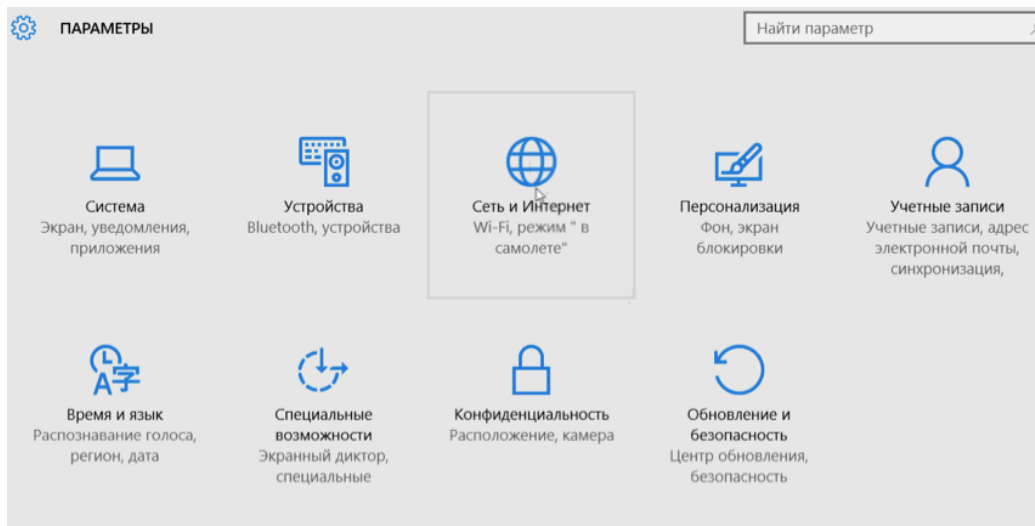 ПАРАМЕТРЫ
Найти параметр
Система
Экран, уведомления,
приложения
Устройства
Bluetooth, устройства
Сеть и Интернет
Wi-Fi, режим " в
самолете"
Персонализация
Фон, экран
блокировки
Учетные записи
Учетные записи, адрес
электронной почты,
синхронизация,
Время и язык
Распознавание голоса,
регион, дата
Специальные
возможности
Экранный диктор,
специальные
Конфиденциальность
Расположение, камера
Обновление и
безопасность
Центр обновления,
безопасность